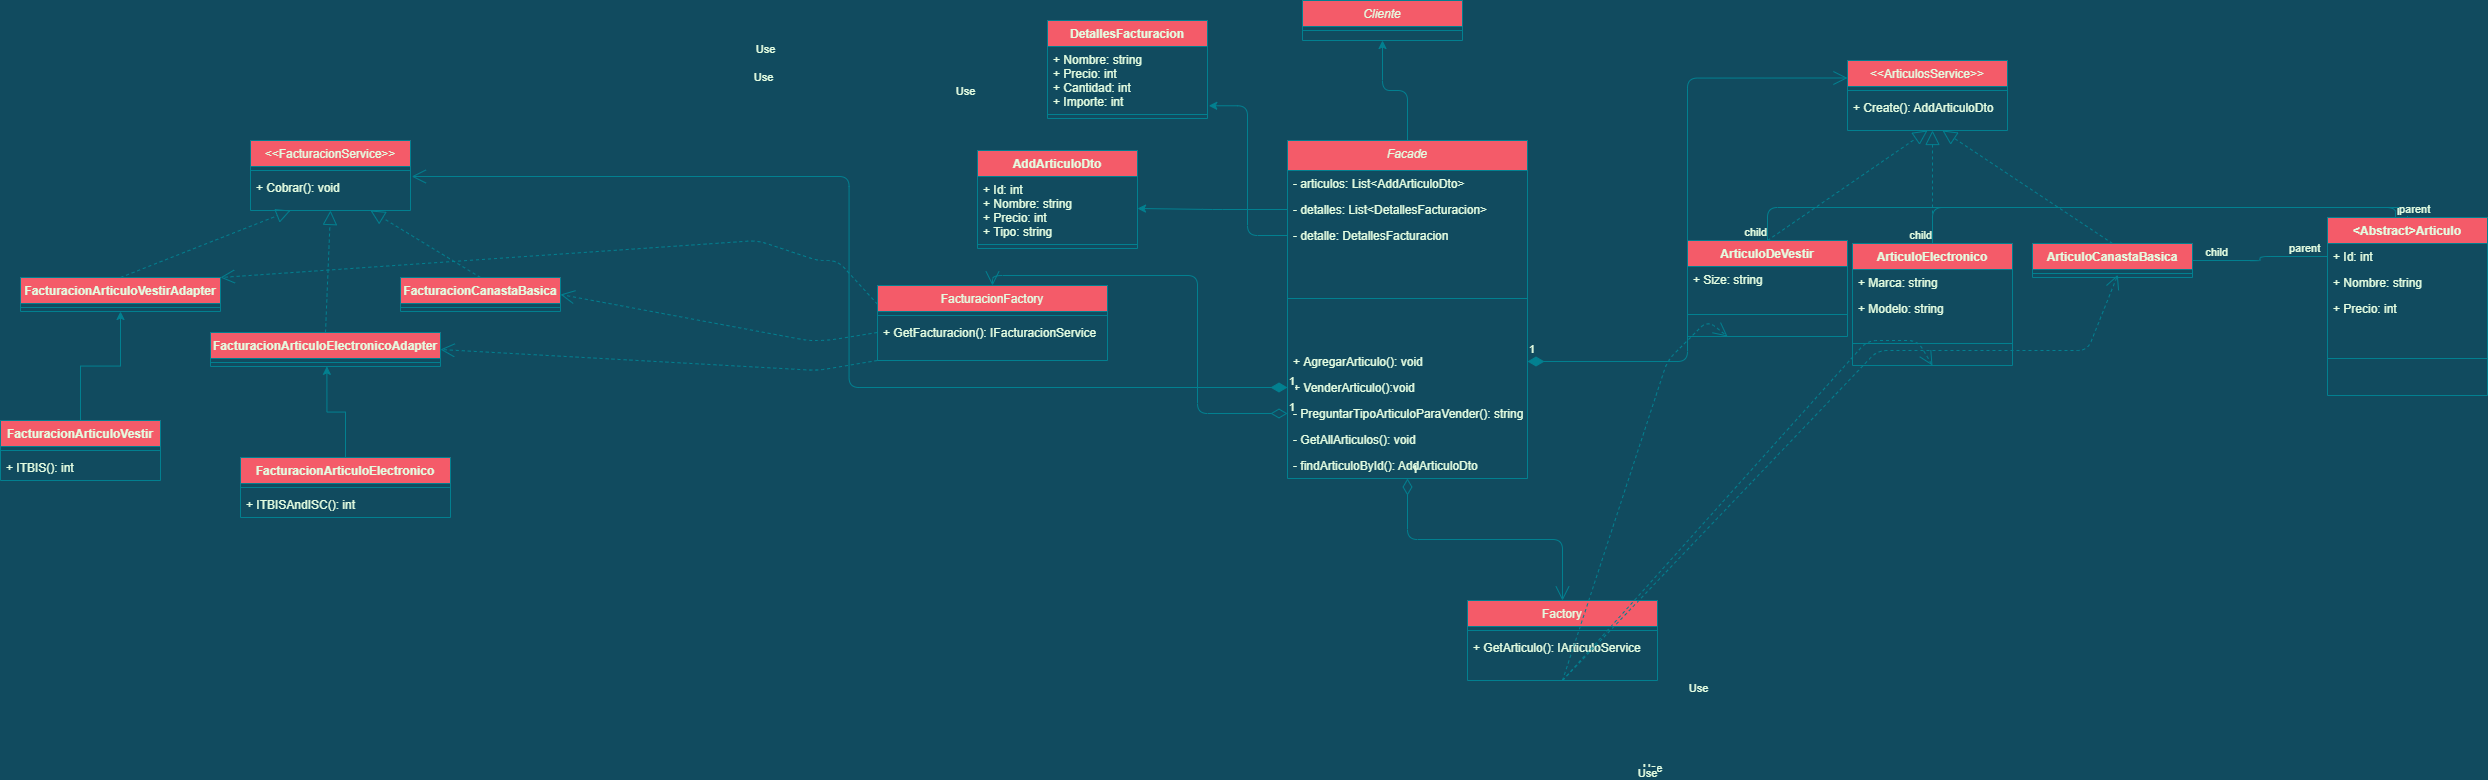 Cliente
DetallesFacturacion
+ Nombre: string
+ Precio: int
+ Cantidad: int
+ Importe: int
Use
Use
Use
<<ArticulosService>>
+ Create(): AddArticuloDto
<<FacturacionService>>
+ Cobrar(): void
AddArticuloDto
+ Id: int
+ Nombre: string
+ Precio: int
+ Tipo: string
Facade
- articulos: List<AddArticuloDto>
- detalles: List<DetallesFacturacion>
- detalle: DetallesFacturacion
+ AgregarArticulo(): void
+ VenderArticulo():void
- PreguntarTipoArticuloParaVender(): string
- GetAllArticulos(): void
- findArticuloById(): AddArticuloDto
1
1
1
1
parent
child
child
child
parent
<Abstract>Articulo
+ Id: int
+ Nombre: string
+ Precio: int
ArticuloDeVestir
+ Size: string
ArticuloElectronico
+ Marca: string
+ Modelo: string
ArticuloCanastaBasica
FacturacionArticuloVestirAdapter
FacturacionCanastaBasica
FacturacionFactory
+ GetFacturacion(): IFacturacionService
FacturacionArticuloElectronicoAdapter
FacturacionArticuloVestir
+ ITBIS(): int
FacturacionArticuloElectronico
+ ITBISAndISC(): int
Factory
+ GetArticulo(): IArticuloService
Use
Use